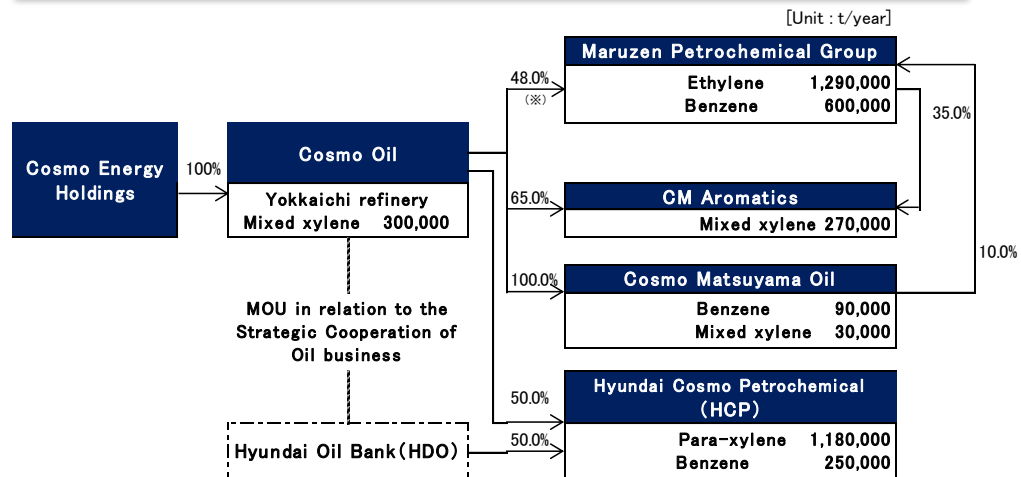 [Unit : t/year]
Maruzen Petrochemical Group
Ethylene 1,290,000
Benzene 600,000
48.0%
(※)
35.0%
Cosmo Energy
Holdings
100%
Cosmo Oil
Yokkaichi refinery
Mixed xylene 300,000
65.0%
CM Aromatics
Mixed xylene 270,000
10.0%
100.0%
Cosmo Matsuyama Oil
Benzene 90,000
Mixed xylene 30,000
MOU in relation to the
Strategic Cooperation of
Oil business
50.0%
Hyundai Cosmo Petrochemical
(HCP)
Para-xylene 1,180,000
Benzene 250,000
Hyundai Oil Bank(HDO)
50.0%